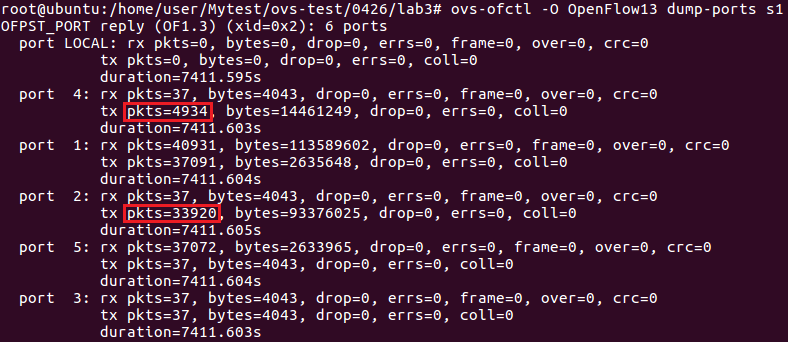 root@ubuntu:/home/user/Mytest/ovs-test/0426/lab3# ovs-ofctl -O OpenFlow13 dump-ports s1
OFPST_PORT reply (OF1.3) (xid=0x2): 6 ports
port LOCAL: rx pkts=0, bytes=0, drop=0, errs=0, frame=0, over=0, crc=0
tx pkts=0, bytes=0, drop=0, errs=0, coll=0
duration=7411.595s
port 4: rx pkts=37, bytes=4043, drop=0, errs=0, frame=0, over=0, crc=0
tx pkts=4934, bytes=14461249, drop=0, errs=0, coll=0
duration=7411.603s
port 1: rx pkts=40931, bytes=113589602, drop=0, errs=0, frame=0, over=0, crc=0
tx pkts=37091, bytes=2635648, drop=0, errs=0, coll=0
duration=7411.604s
port 2: rx pkts=37, bytes=4043, drop=0, errs=0, frame=0, over=0, crc=0
tx pkts=33920, bytes=93376025, drop=0, errs=0, coll=0
duration=7411.605s
port 5: rx pkts=37072, bytes=2633965, drop=0, errs=0, frame=0, over=0, crc=0
tx pkts=37, bytes=4043, drop=0, errs=0, coll=0
duration=7411.604s
port 3: rx pkts=37, bytes=4043, drop=0, errs=0, frame=0, over=0, crc=0
tx pkts=37, bytes=4043, drop=0, errs=0, coll=0
duration=7411.603s